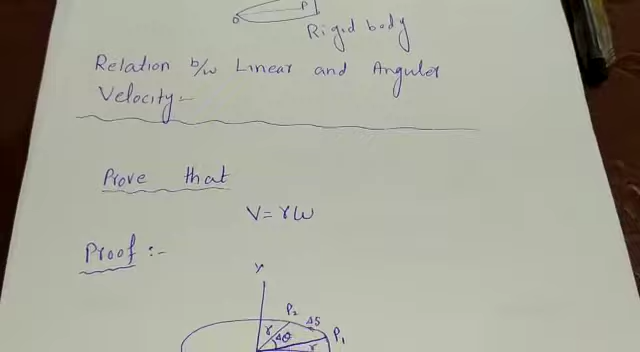 O P
Rigid body
Relation b/w Linear and Angular
Velocity:-
Prove that
V = rω
Proof :-
Y
P₂ ΔS
r Δθ P₁
r